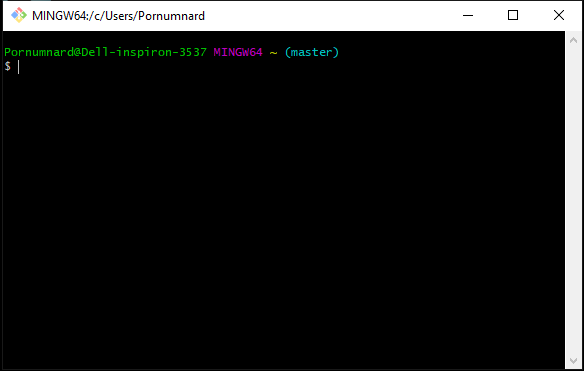 MINGW64:/c/Users/Pornumnard
Pornumnard@Dell-inspiron-3537 MINGW64 ~ (master)
$